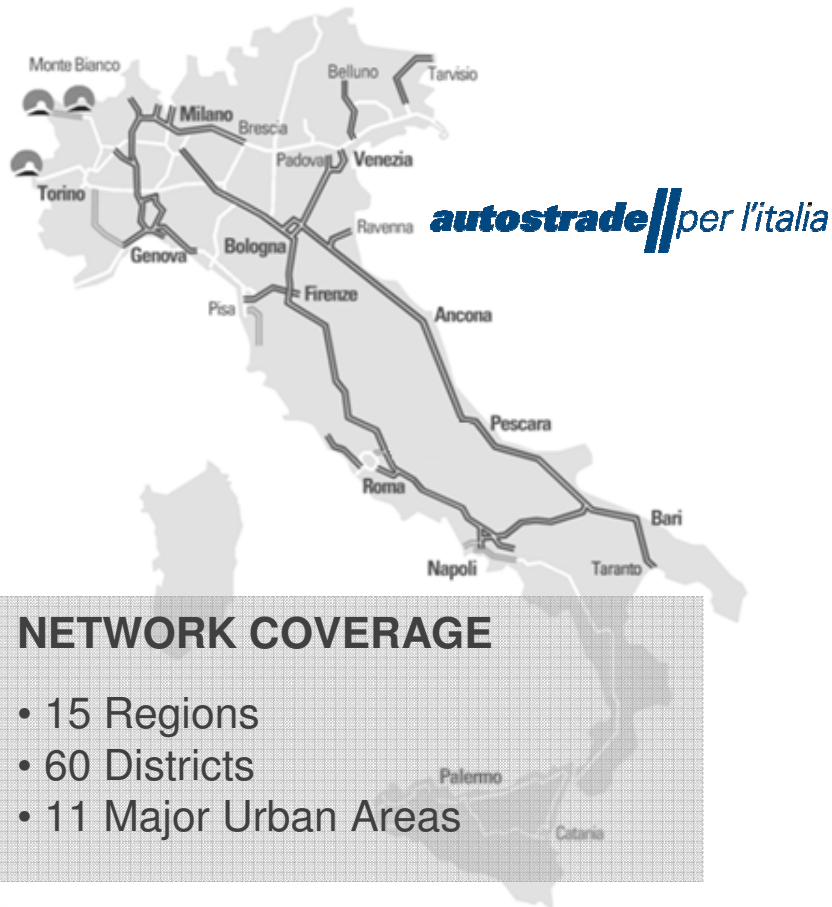 Monte Bianco
Belluno
Tarvisio
Milano
Brescia
Padova
Venezia
Torino
autostrade//per l'italia
Ravenna
Bologna
Genova
Firenze
Pisa
Ancona
Pescara
Roma
Bari
Napoli
Taranto
NETWORK COVERAGE
• 15 Regions
• 60 Districts
Palermo
• 11 Major Urban Areas
Catania